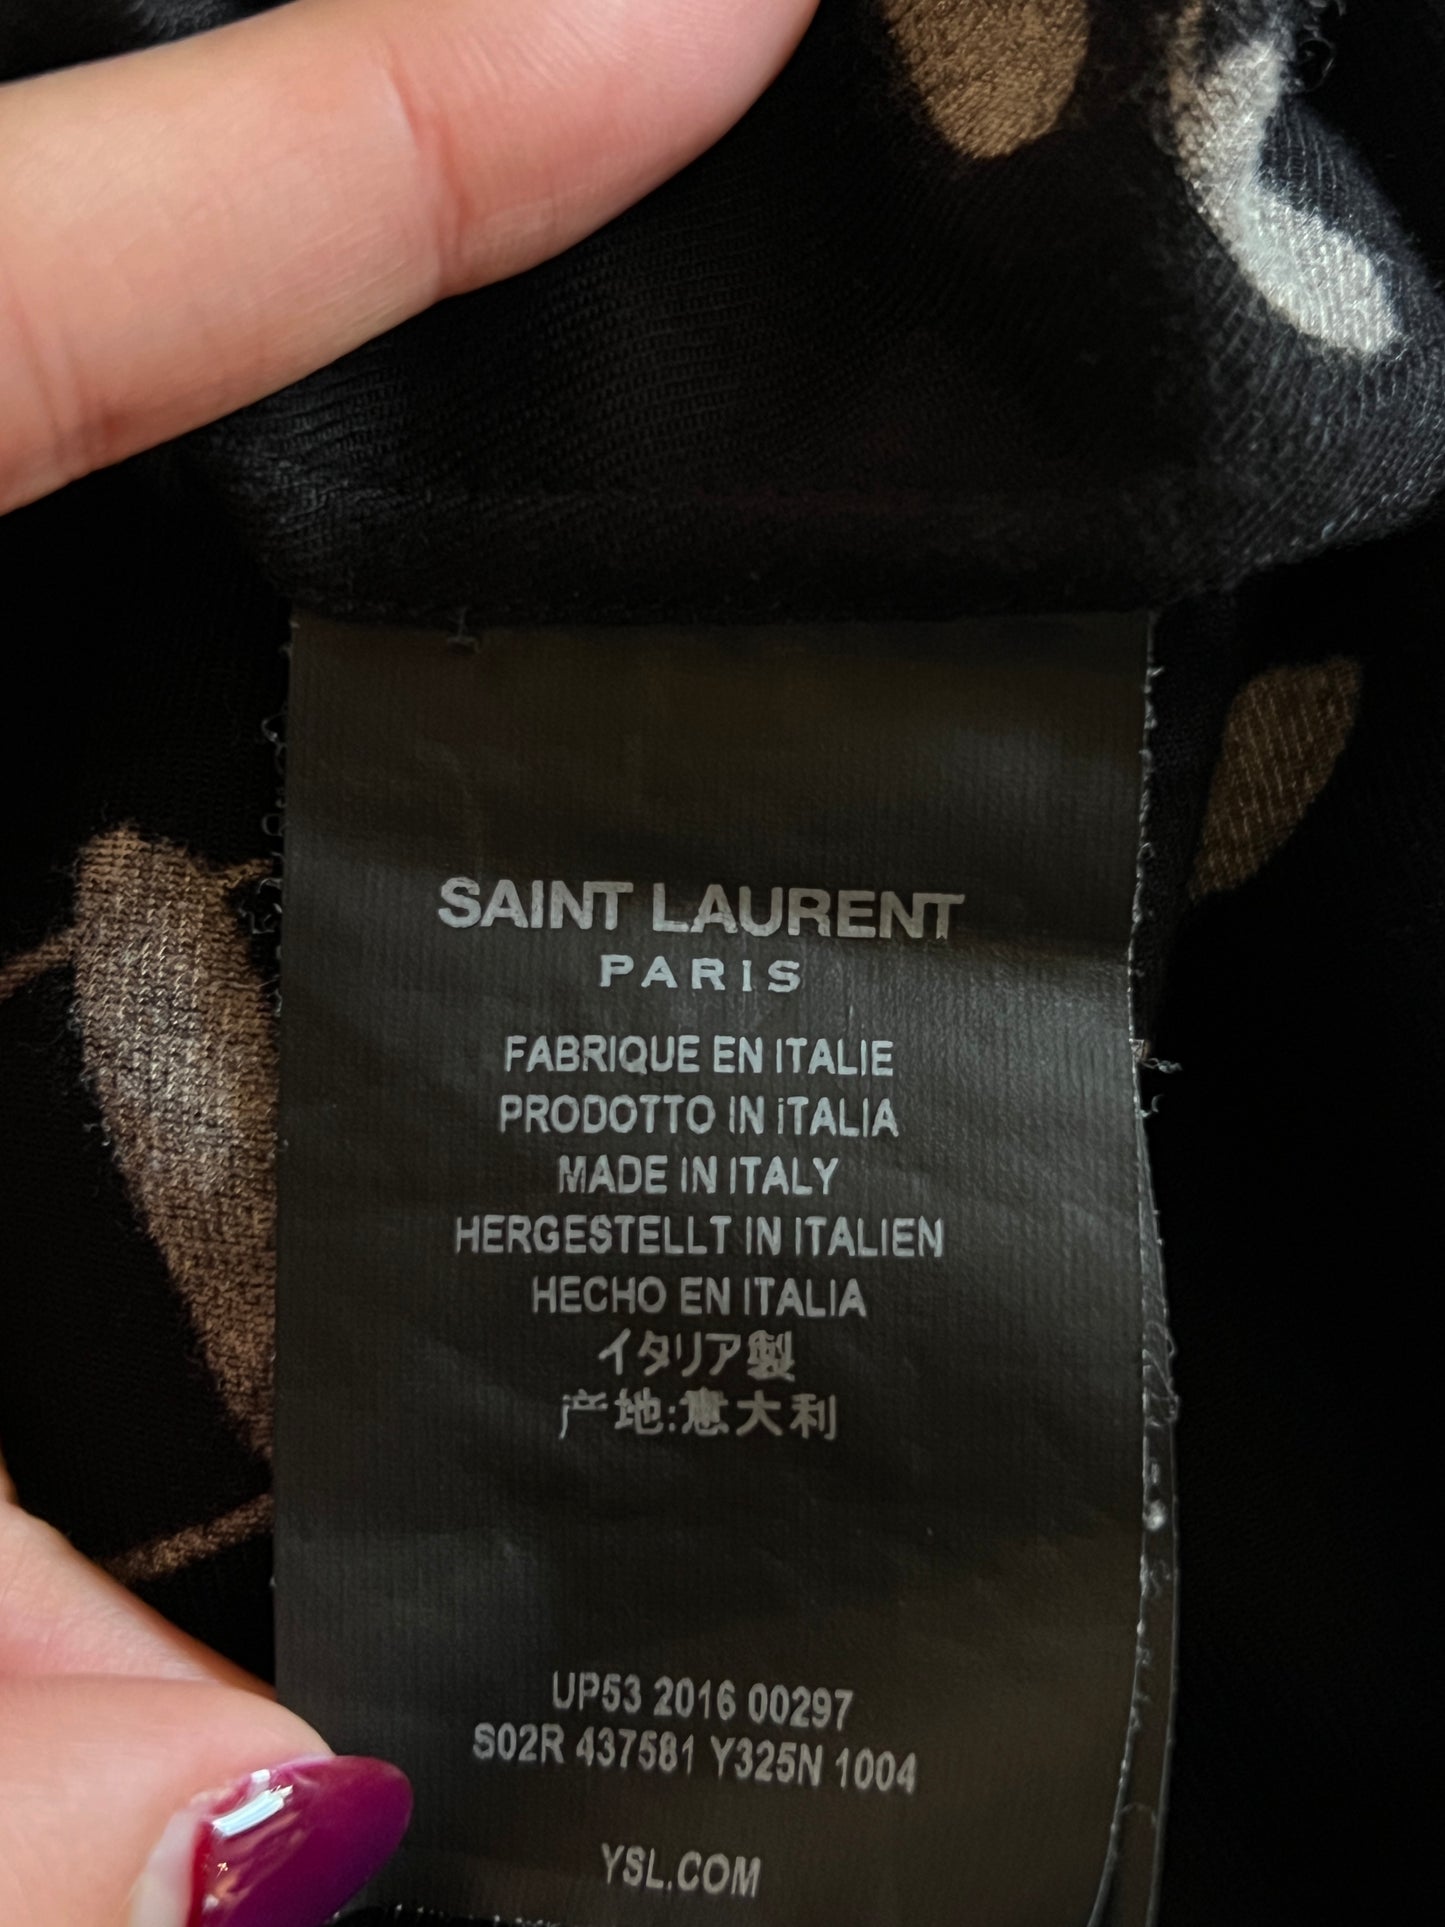 SAINT LAURENT
PARIS
FABRIQUE EN ITALIE
PRODOTTO IN iTALIA
MADE IN ITALY
HERGESTELLT IN ITALIEN
HECHO EN ITALIA
イタリア製
产地:意大利
UP53 2016 00297
S02R 437581 Y325N 1004
YSL.COM